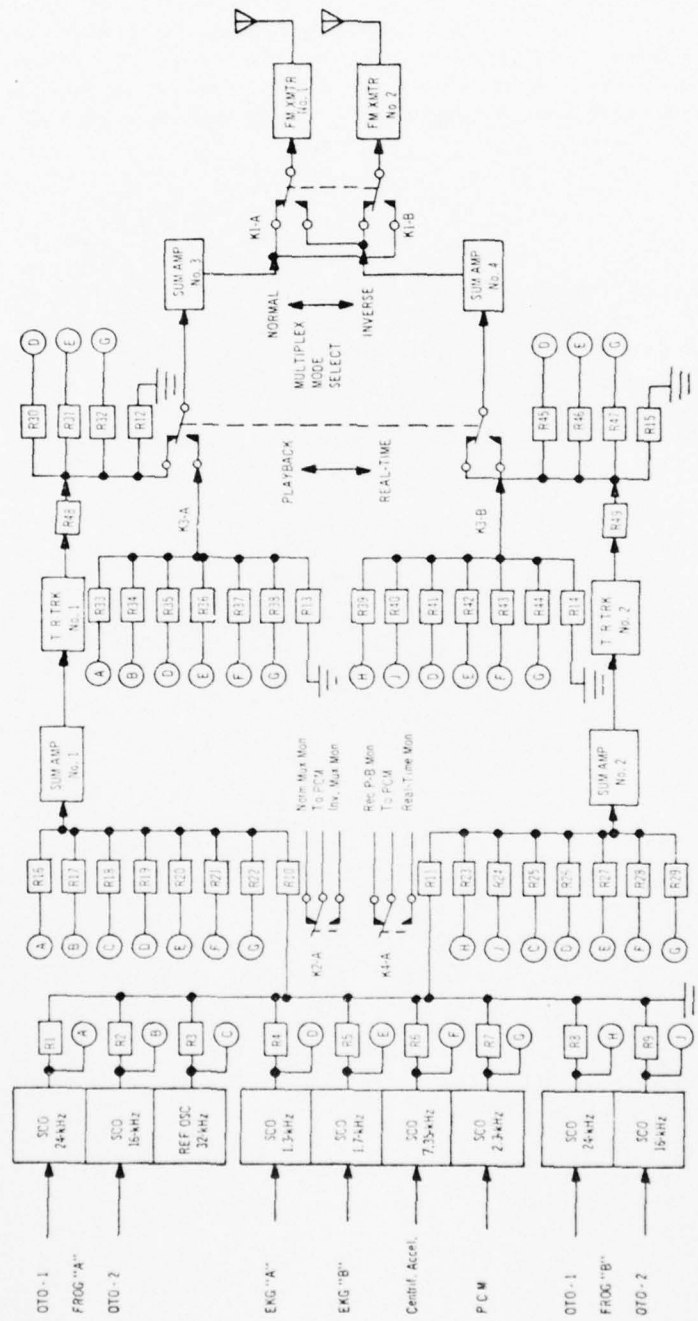 OTO - 1
FROG "A"
OTO - 2
EKG "A"
EKG "B"
Centrif. Accel.
P C M
OTO - 1
FROG "B"
OTO - 2
SCO
24-kHz
SCO
16-kHz
REF OSC
32-kHz
SCO
1.3-kHz
SCO
1.7-kHz
SCO
7.35-kHz
SCO
2.3-kHz
SCO
24-kHz
SCO
16-kHz
R1
A
R2
B
R3
C
R4
D
R5
E
R6
F
R7
G
R8
H
R9
J
A
R16
B
R17
C
R18
D
R19
E
R20
F
R21
G
R22
R10
K2-A
Norm Mux Mon
To PCM
Inv. Mux Mon
K4-A
Rec P-B Mon
To PCM
Real-Time Mon
R11
H
R23
J
R24
C
R25
D
R26
E
R27
F
R28
G
R29
SUM AMP
No. 1
SUM AMP
No. 2
T R TRK
No. 1
T R TRK
No. 2
A
R33
B
R34
D
R35
E
R36
F
R37
G
R38
R13
H
R39
J
R40
D
R41
E
R42
F
R43
G
R44
R14
R48
R49
K3-A
K3-B
PLAYBACK
REAL-TIME
R30
D
R31
E
R32
G
R12
R45
D
R46
E
R47
G
R15
SUM AMP
No. 3
SUM AMP
No. 4
NORMAL
MULTIPLEX
MODE
SELECT
INVERSE
K1-A
K1-B
FM XMTR
No. 1
FM XMTR
No. 2